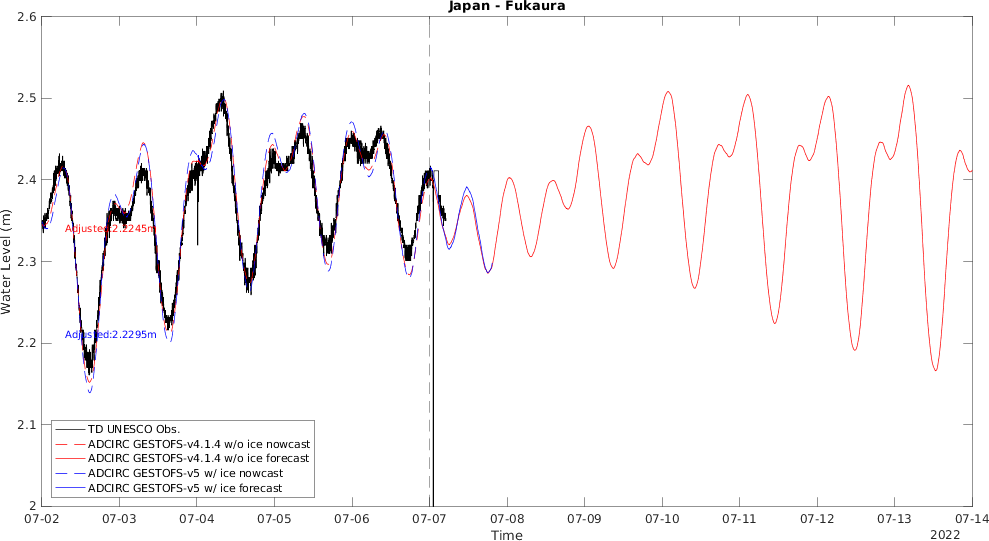 Japan - Fukaura
2.6
2.5
2.4
2.3
2.2
2.1
2
Water Level (m)
Adjusted:2.2245m
Adjusted:2.2295m
TD UNESCO Obs.
ADCIRC GESTOFS-v4.1.4 w/o ice nowcast
ADCIRC GESTOFS-v4.1.4 w/o ice forecast
ADCIRC GESTOFS-v5 w/ ice nowcast
ADCIRC GESTOFS-v5 w/ ice forecast
07-02 07-03 07-04 07-05 07-06 07-07 07-08 07-09 07-10 07-11 07-12 07-13 07-14
Time
2022